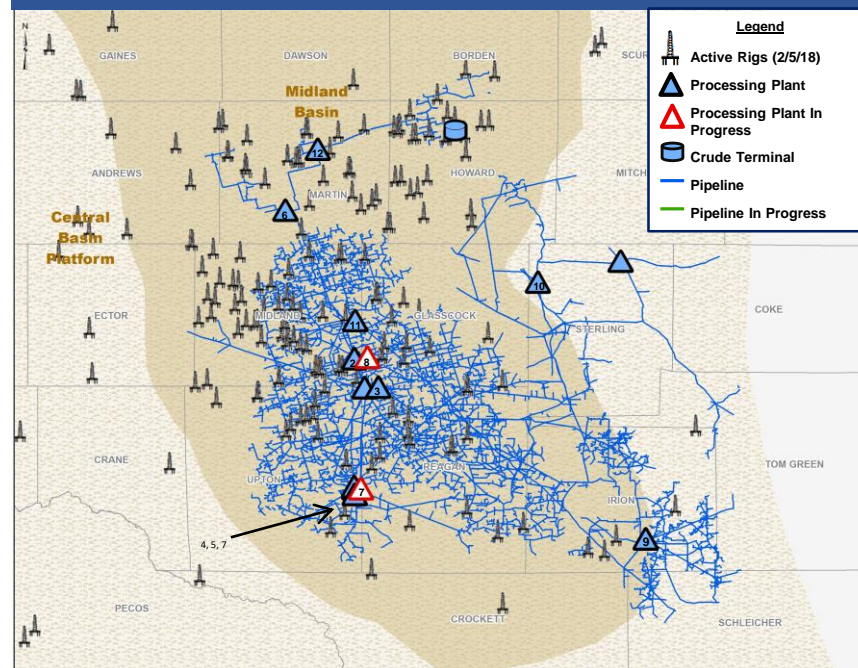 N
GAINES
DAWSON
BORDEN
Legend
Active Rigs (2/5/18)
Processing Plant
Processing Plant In
Progress
Crude Terminal
Pipeline
Pipeline In Progress
SCUR
Midland
Basin
12
ANDREWS
MARTIN
HOWARD
MITCH
6
Central
Basin
Platform
10
ECTOR
MIDLAND
11
GLASSCOCK
STERLING
COKE
2
8
3
CRANE
UPTON
REAGAN
TOM GREEN
7
IRION
4, 5, 7
9
PECOS
CROCKETT
SCHLEICHER